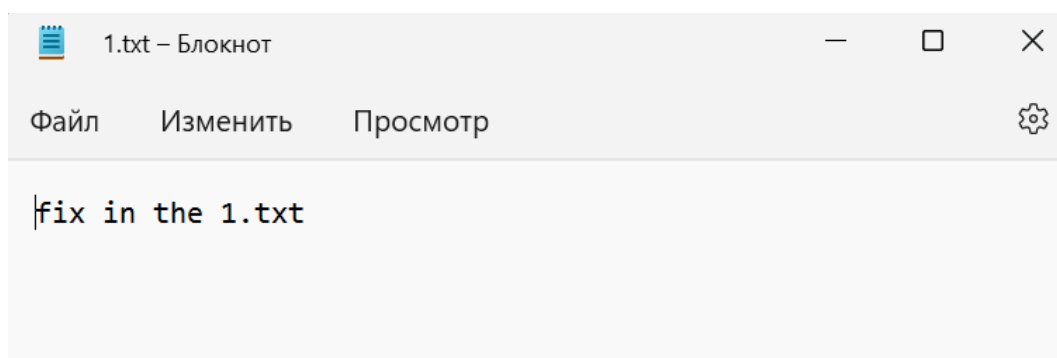 1.txt – Блокнот
Файл Изменить Просмотр
fix in the 1.txt